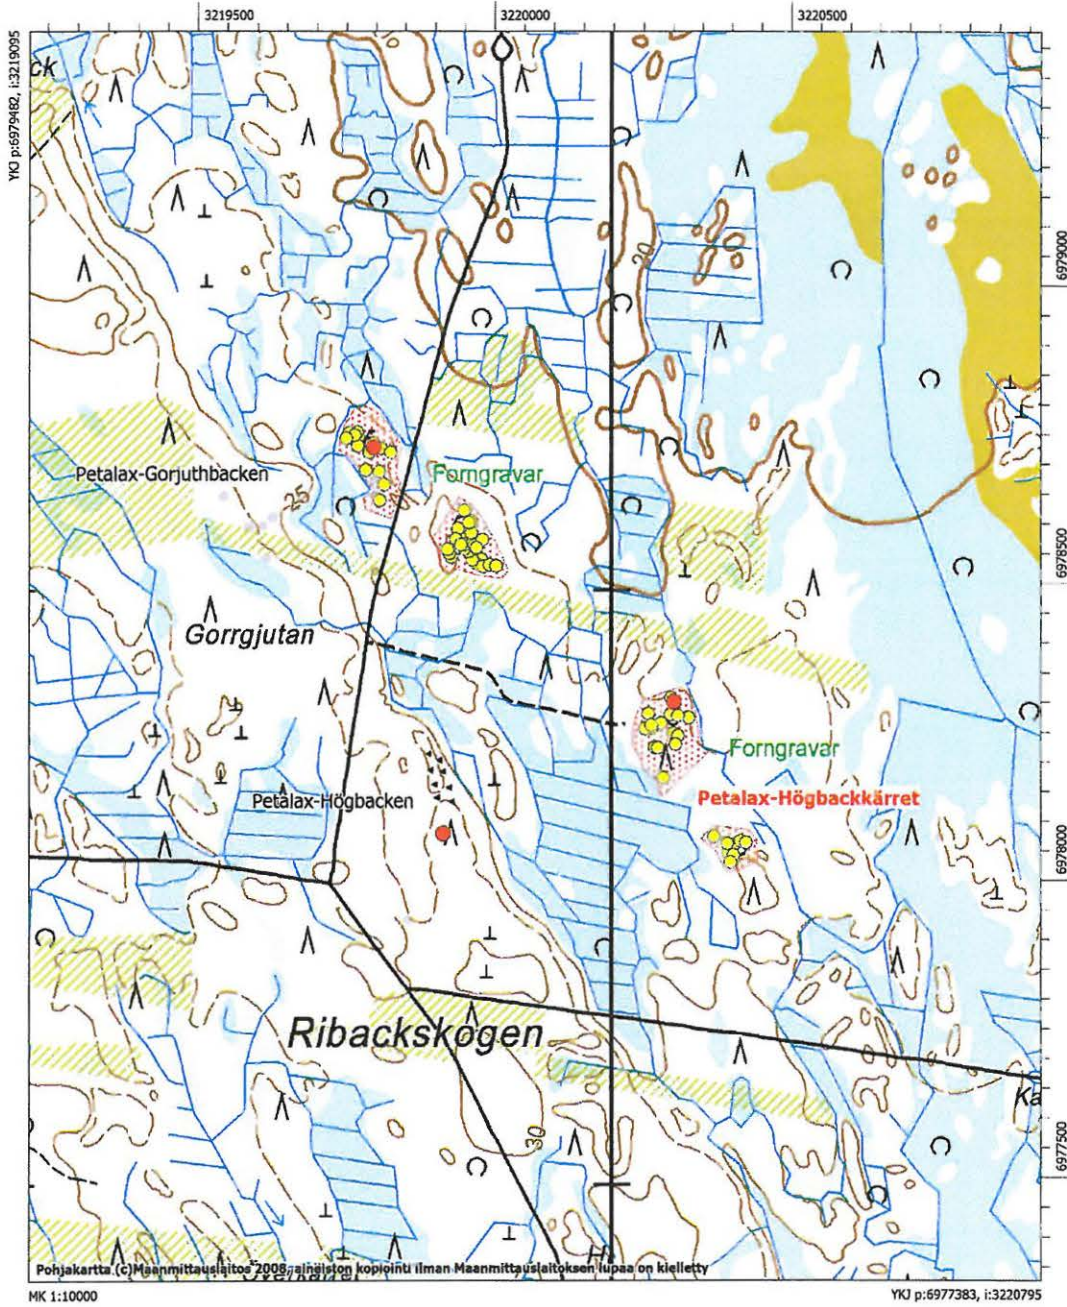 3219500
3220000
3220500
YKJ p:6979482, i:3219095
ck
20
6979000
Petalax-Gorjuthbacken
25
Forngravar
6978500
Gorrgjutan
Forngravar
Petalax-Högbacken
Petalax-Högbackkärret
6978000
Ribackskogen
Ka
30
6977500
H
Pohjakartta (c)Maanmittauslaitos 2008, aineiston kopiointi ilman Maanmittauslaitoksen lupaa on kielletty
MK 1:10000
YKJ p:6977383, i:3220795